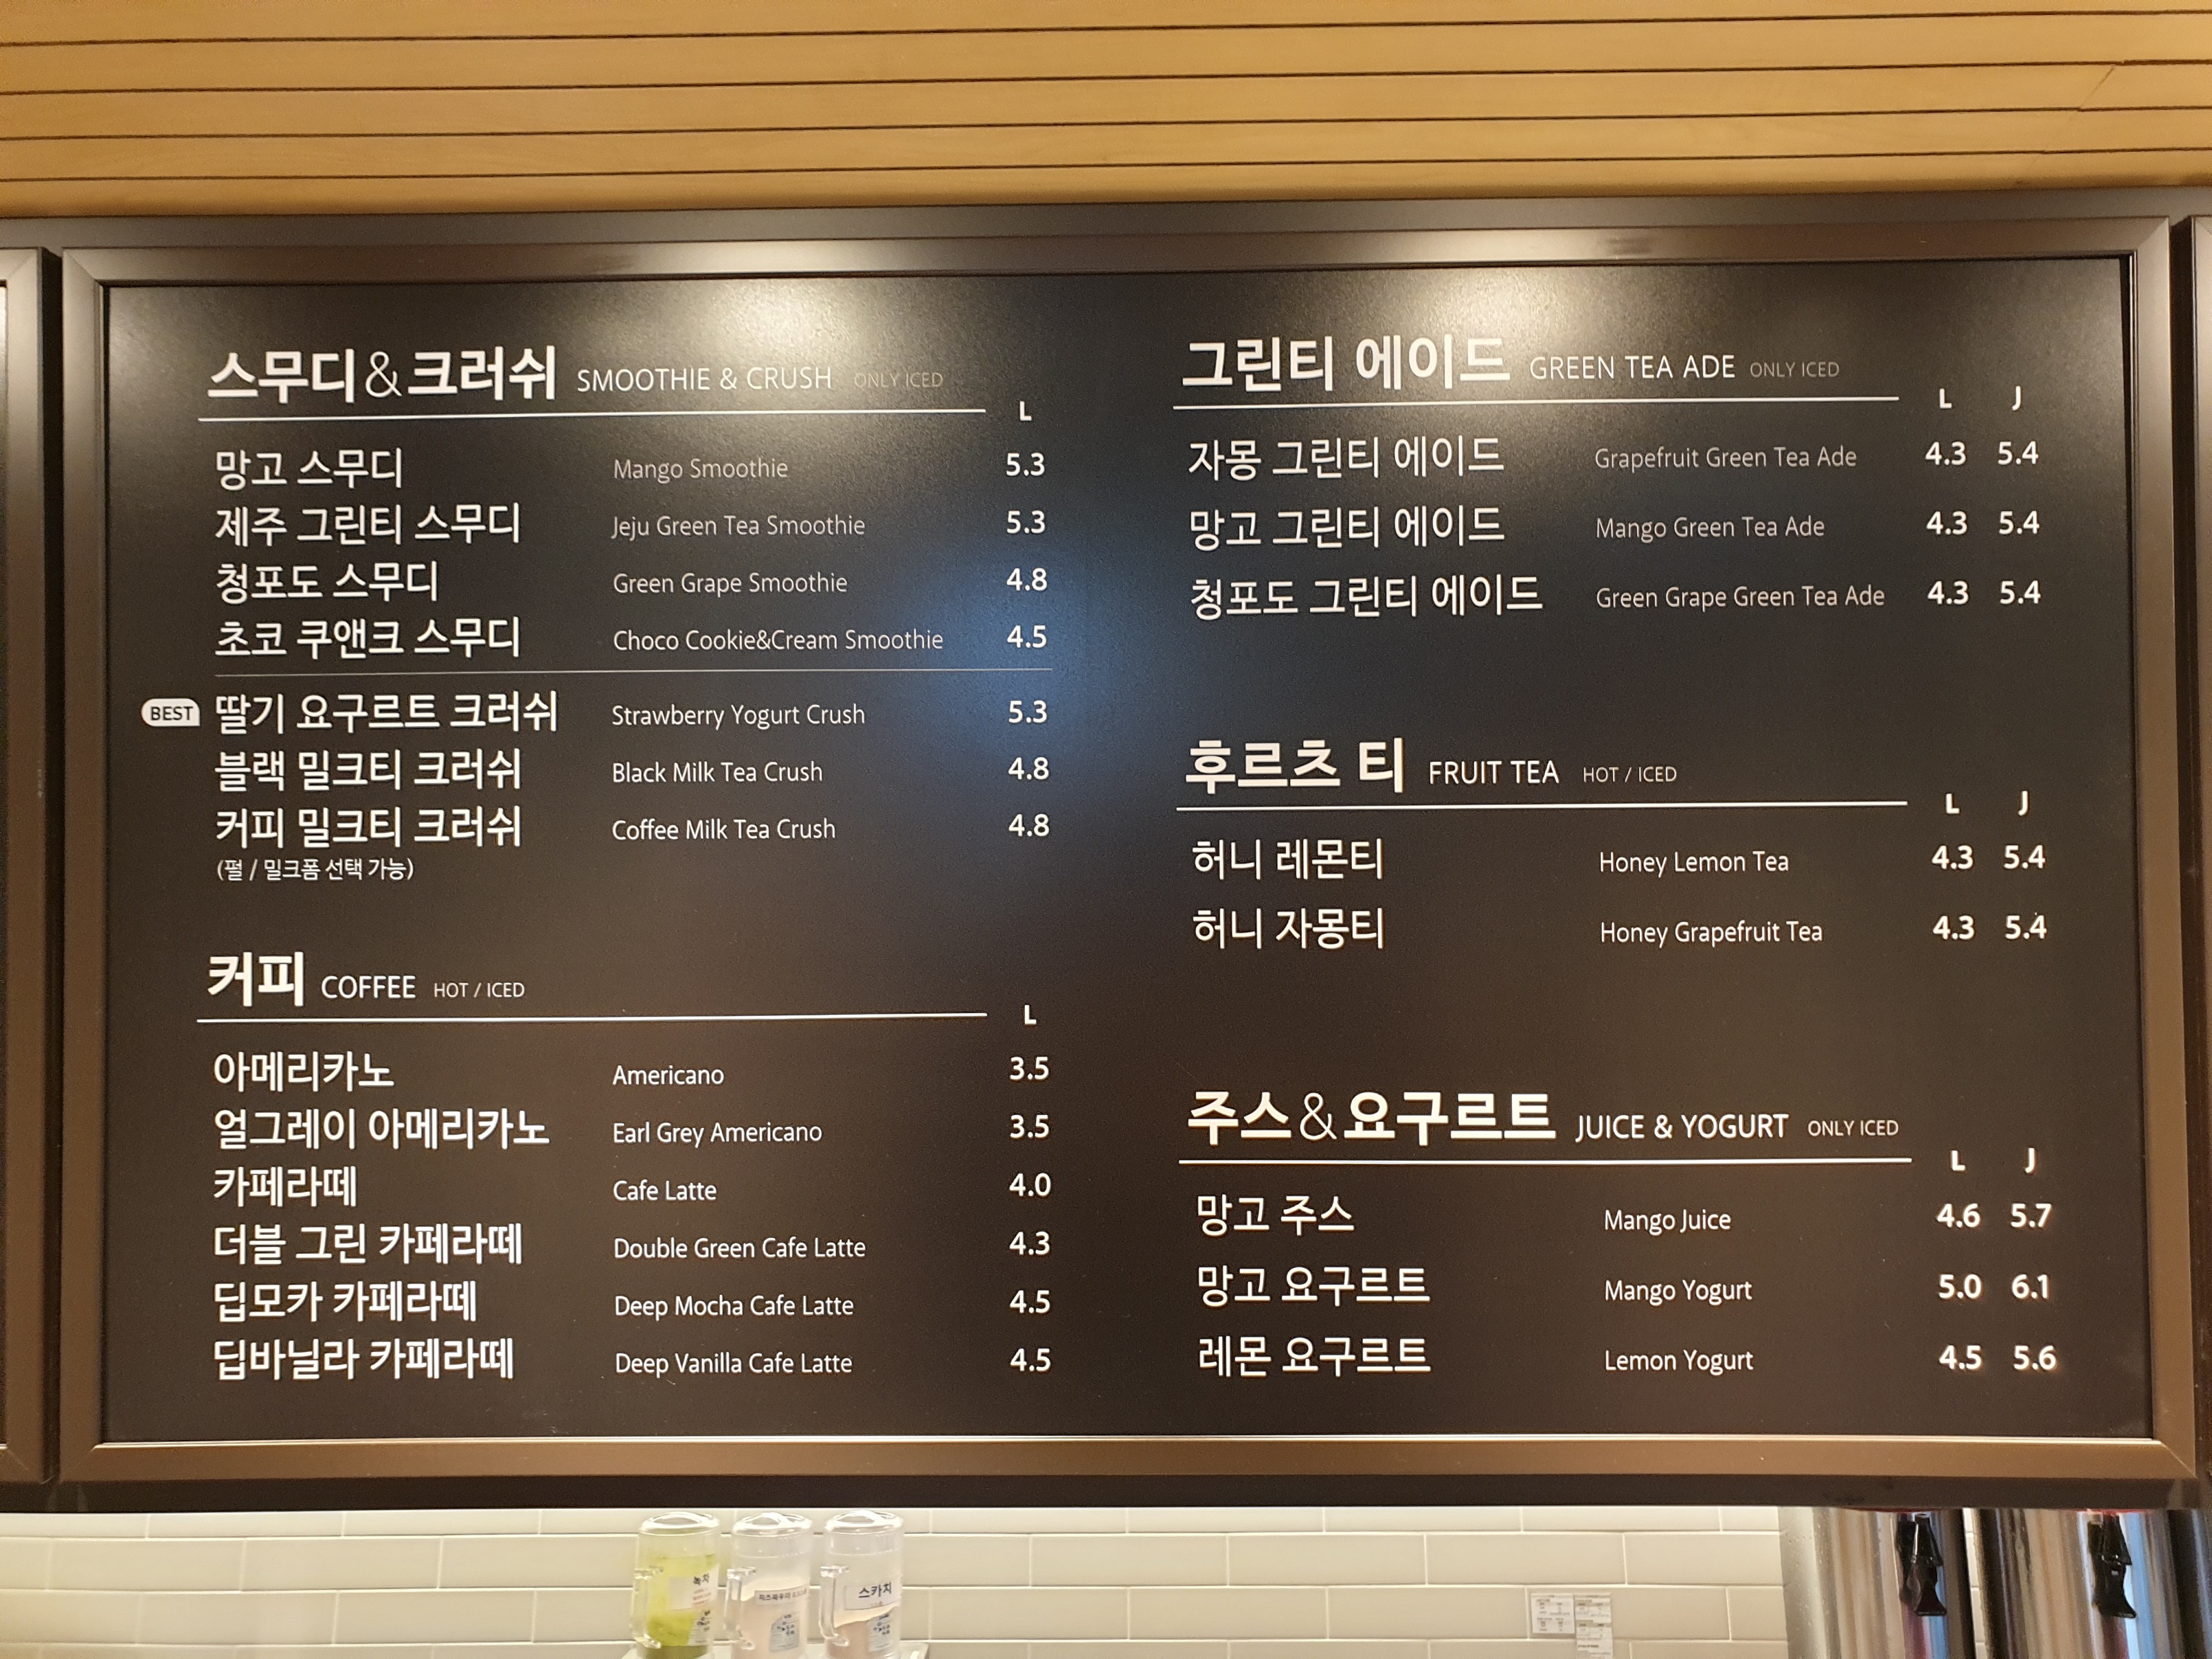 스무디&크러쉬 SMOOTHIE & CRUSH ONLY ICED
L
망고 스무디 Mango Smoothie 5.3
제주 그린티 스무디 Jeju Green Tea Smoothie 5.3
청포도 스무디 Green Grape Smoothie 4.8
초코 쿠앤크 스무디 Choco Cookie&Cream Smoothie 4.5
BEST 딸기 요구르트 크러쉬 Strawberry Yogurt Crush 5.3
블랙 밀크티 크러쉬 Black Milk Tea Crush 4.8
커피 밀크티 크러쉬 Coffee Milk Tea Crush 4.8
(펄 / 밀크폼 선택 가능)
커피 COFFEE HOT / ICED
L
아메리카노 Americano 3.5
얼그레이 아메리카노 Earl Grey Americano 3.5
카페라떼 Cafe Latte 4.0
더블 그린 카페라떼 Double Green Cafe Latte 4.3
딥모카 카페라떼 Deep Mocha Cafe Latte 4.5
딥바닐라 카페라떼 Deep Vanilla Cafe Latte 4.5
그린티 에이드 GREEN TEA ADE ONLY ICED
L J
자몽 그린티 에이드 Grapefruit Green Tea Ade 4.3 5.4
망고 그린티 에이드 Mango Green Tea Ade 4.3 5.4
청포도 그린티 에이드 Green Grape Green Tea Ade 4.3 5.4
후르츠 티 FRUIT TEA HOT / ICED
L J
허니 레몬티 Honey Lemon Tea 4.3 5.4
허니 자몽티 Honey Grapefruit Tea 4.3 5.4
주스&요구르트 JUICE & YOGURT ONLY ICED
L J
망고 주스 Mango Juice 4.6 5.7
망고 요구르트 Mango Yogurt 5.0 6.1
레몬 요구르트 Lemon Yogurt 4.5 5.6
녹차
스카치